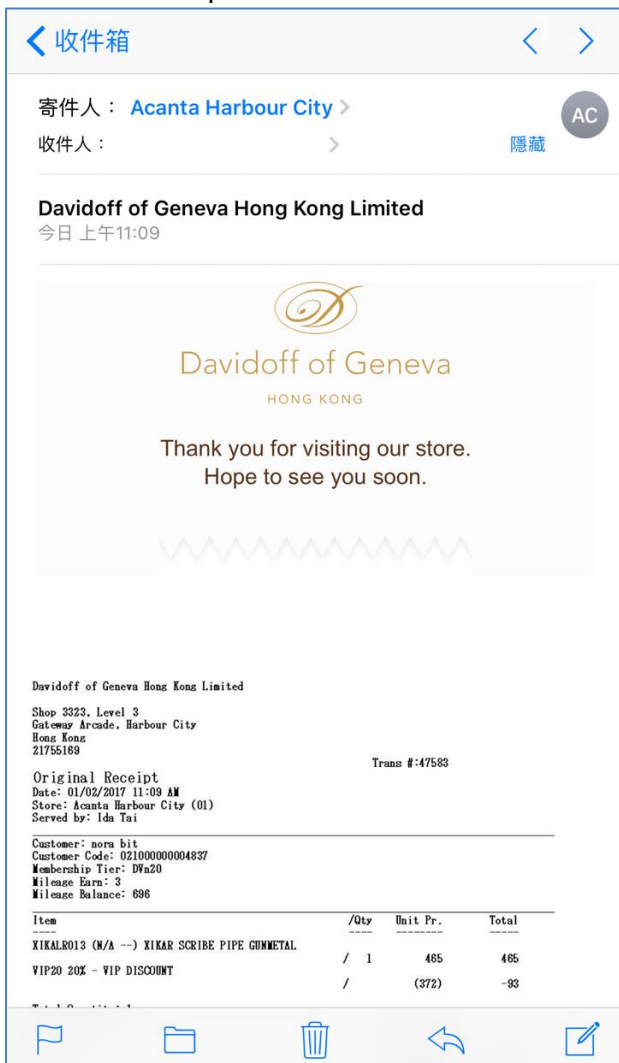 收件箱
寄件人： Acanta Harbour City
AC
收件人：
隱藏
Davidoff of Geneva Hong Kong Limited
今日 上午11:09
Davidoff of Geneva
HONG KONG
Thank you for visiting our store.
Hope to see you soon.
Davidoff of Geneva Hong Kong Limited
Shop 3323, Level 3
Gateway Arcade, Harbour City
Hong Kong
21755169
Trans #:47583
Original Receipt
Date: 01/02/2017 11:09 AM
Store: Acanta Harbour City (01)
Served by: Ida Tai
Customer: nora bit
Customer Code: 021000000004837
Membership Tier: DVn20
Mileage Earn: 3
Mileage Balance: 696
Item /Qty Unit Pr. Total
XIKALR013 (N/A --) XIKAR SCRIBE PIPE GUNMETAL
/ 1 465 465
VIP20 20% - VIP DISCOUNT
/ (372) -93